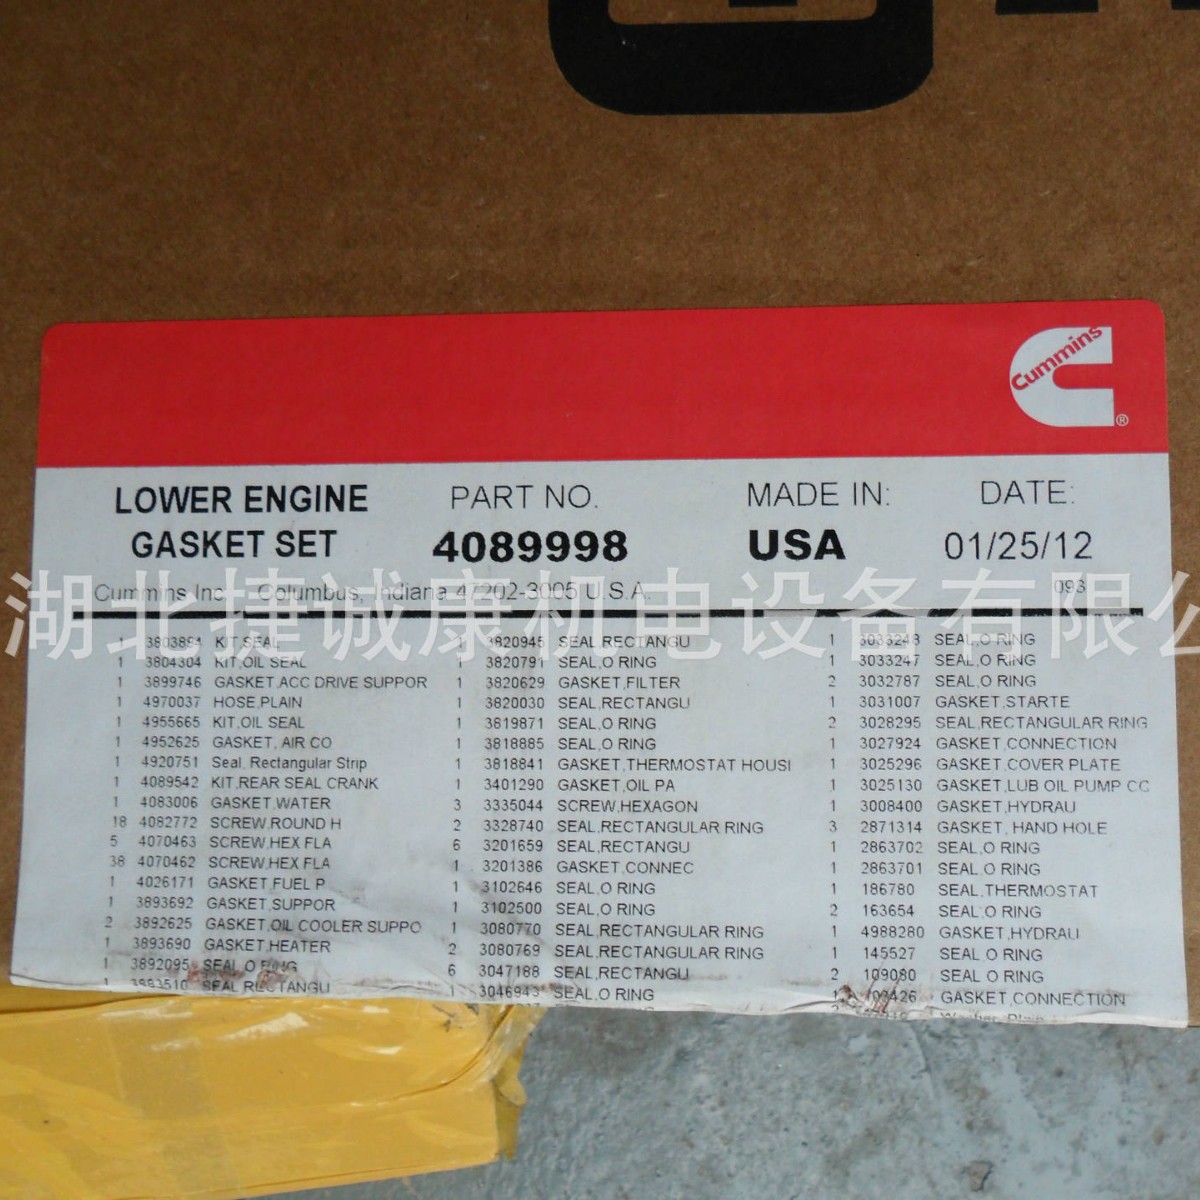 Cummins
®
LOWER ENGINE GASKET SET
PART NO. 4089998
MADE IN: USA
DATE: 01/25/12
Cummins Inc. Columbus, Indiana 47202-3005 U.S.A.
093
湖北捷诚康机电设备有限公
1 3803894 KIT,SEAL
1 3804304 KIT,OIL SEAL
1 3899746 GASKET,ACC DRIVE SUPPOR
1 4970037 HOSE,PLAIN
1 4955665 KIT,OIL SEAL
1 4952625 GASKET, AIR CO
1 4920751 Seal, Rectangular Strip
1 4089542 KIT,REAR SEAL CRANK
1 4083006 GASKET,WATER
18 4082772 SCREW,ROUND H
5 4070463 SCREW,HEX FLA
38 4070462 SCREW,HEX FLA
1 4026171 GASKET,FUEL P
1 3893692 GASKET,SUPPOR
2 3892625 GASKET,OIL COOLER SUPPO
1 3893690 GASKET,HEATER
1 3892095 SEAL,O RING
1 3883510 SEAL,RECTANGU
1 3820945 SEAL,RECTANGU
1 3820791 SEAL,O RING
1 3820629 GASKET,FILTER
1 3820030 SEAL,RECTANGU
1 3819871 SEAL,O RING
1 3818885 SEAL,O RING
1 3818841 GASKET,THERMOSTAT HOUSI
1 3401290 GASKET,OIL PA
3 3335044 SCREW,HEXAGON
2 3328740 SEAL,RECTANGULAR RING
6 3201659 SEAL,RECTANGU
1 3201386 GASKET,CONNEC
1 3102646 SEAL,O RING
1 3102500 SEAL,O RING
1 3080770 SEAL,RECTANGULAR RING
2 3080769 SEAL,RECTANGULAR RING
6 3047188 SEAL,RECTANGU
1 3046943 SEAL,O RING
1 3033248 SEAL,O RING
1 3033247 SEAL,O RING
2 3032787 SEAL,O RING
1 3031007 GASKET,STARTE
2 3028295 SEAL,RECTANGULAR RING
1 3027924 GASKET,CONNECTION
1 3025296 GASKET,COVER PLATE
1 3025130 GASKET,LUB OIL PUMP CC
1 3008400 GASKET,HYDRAU
3 2871314 GASKET, HAND HOLE
1 2863702 SEAL,O RING
1 2863701 SEAL,O RING
1 186780 SEAL,THERMOSTAT
2 163654 SEAL,O RING
1 4988280 GASKET,HYDRAU
1 145527 SEAL,O RING
2 109080 SEAL,O RING
1 103426 GASKET,CONNECTION